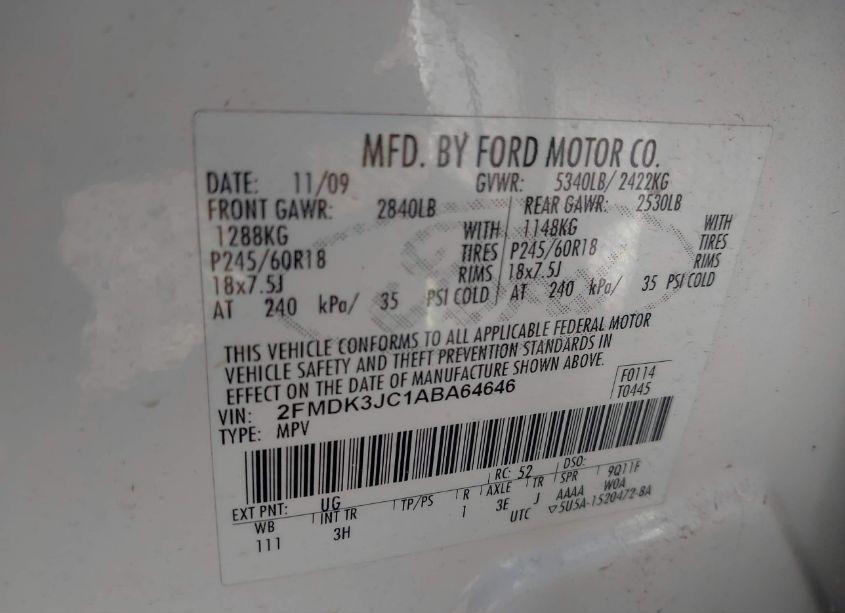 MFD. BY FORD MOTOR CO.
DATE: 11/09 GVWR: 5340LB/ 2422KG
FRONT GAWR: 2840LB REAR GAWR: 2530LB
1288KG WITH 1148KG WITH
P245/60R18 TIRES P245/60R18 TIRES
18x7.5J RIMS 18x7.5J RIMS
AT 240 kPa/ 35 PSI COLD AT 240 kPa/ 35 PSI COLD
THIS VEHICLE CONFORMS TO ALL APPLICABLE FEDERAL MOTOR
VEHICLE SAFETY AND THEFT PREVENTION STANDARDS IN
EFFECT ON THE DATE OF MANUFACTURE SHOWN ABOVE.
VIN: 2FMDK3JC1ABA64646 F0114
TYPE: MPV T0445
RC: 52 DSO:
EXT PNT: UG TP/PS R AXLE TR SPR 9Q11F
WB INT TR 1 3E J AAAA W0A
111 3H UTC 5U5A-1520472-BA